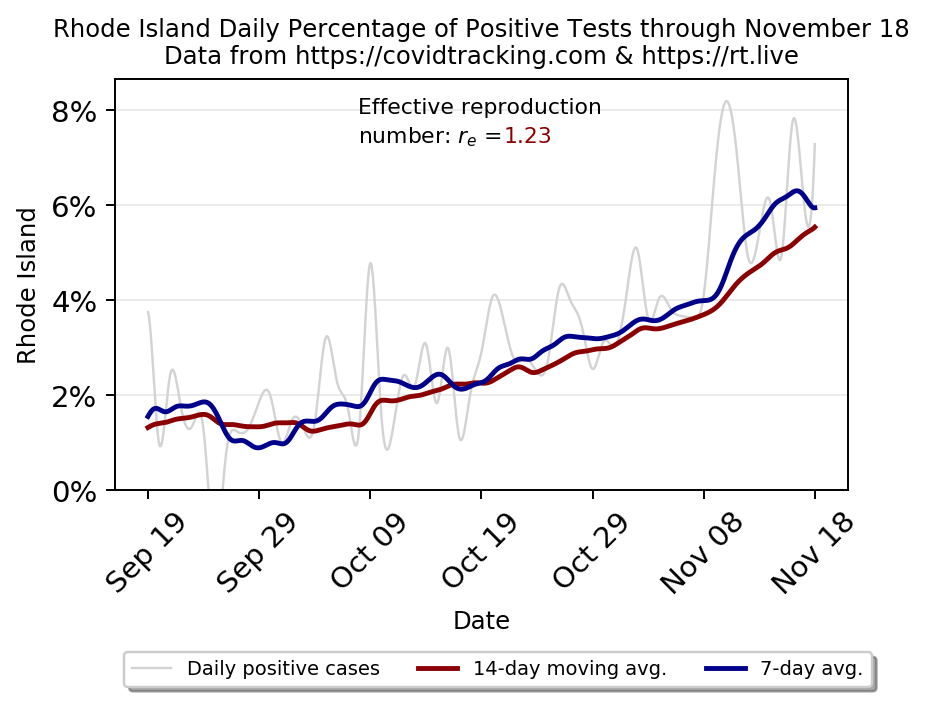 Rhode Island Daily Percentage of Positive Tests through November 18
Data from https://covidtracking.com & https://rt.live
Effective reproduction
number: rₑ =1.23
8%
6%
4%
2%
0%
Rhode Island
Sep 19
Sep 29
Oct 09
Oct 19
Oct 29
Nov 08
Nov 18
Date
Daily positive cases
14-day moving avg.
7-day avg.